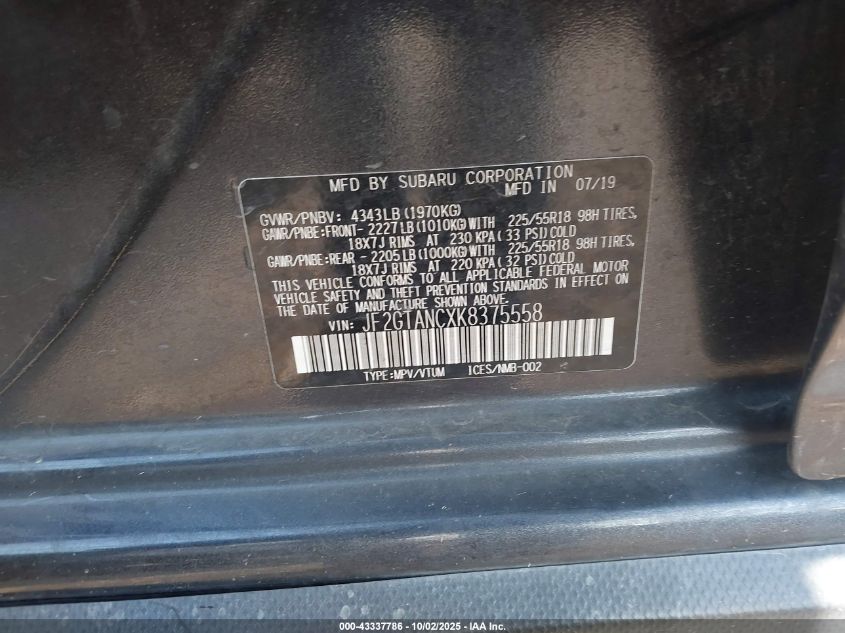 MFD BY SUBARU CORPORATION
MFD IN 07/19
GVWR/PNBV: 4343LB(1970KG)
GAWR/PNBE:FRONT-2227LB(1010KG)WITH 225/55R18 98H TIRES,
18X7J RIMS AT 230 KPA(33 PSI)COLD
GAWR/PNBE:REAR -2205LB(1000KG)WITH 225/55R18 98H TIRES,
18X7J RIMS AT 220 KPA(32 PSI)COLD
THIS VEHICLE CONFORMS TO ALL APPLICABLE FEDERAL MOTOR
VEHICLE SAFETY AND THEFT PREVENTION STANDARDS IN EFFECT ON
THE DATE OF MANUFACTURE SHOWN ABOVE.
VIN: JF2GTANCXK8375558
TYPE:MPV/VTUM ICES/NMB-002
000-43337786 - 10/02/2025 - IAA Inc.